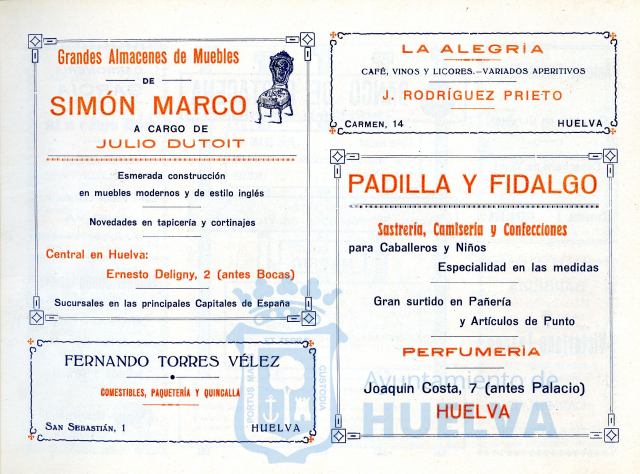 Grandes Almacenes de Muebles
DE
SIMÓN MARCO
A CARGO DE
JULIO DUTOIT
Esmerada construcción
en muebles modernos y de estilo inglés
Novedades en tapicería y cortinajes
Central en Huelva:
Ernesto Deligny, 2 (antes Bocas)
Sucursales en las principales Capitales de España
FERNANDO TORRES VÉLEZ
COMESTIBLES, PAQUETERÍA Y QUINCALLA
SAN SEBASTIÁN, 1 HUELVA
LA ALEGRÍA
CAFÉ, VINOS Y LICORES.–VARIADOS APERITIVOS
J. RODRÍGUEZ PRIETO
CARMEN, 14 HUELVA
PADILLA Y FIDALGO
Sastrería, Camisería y Confecciones
para Caballeros y Niños
Especialidad en las medidas
Gran surtido en Pañería
y Artículos de Punto
PERFUMERÍA
Joaquín Costa, 7 (antes Palacio)
HUELVA
PORTUS MA
CUSTODIA
Ayuntamiento de
HUELVA